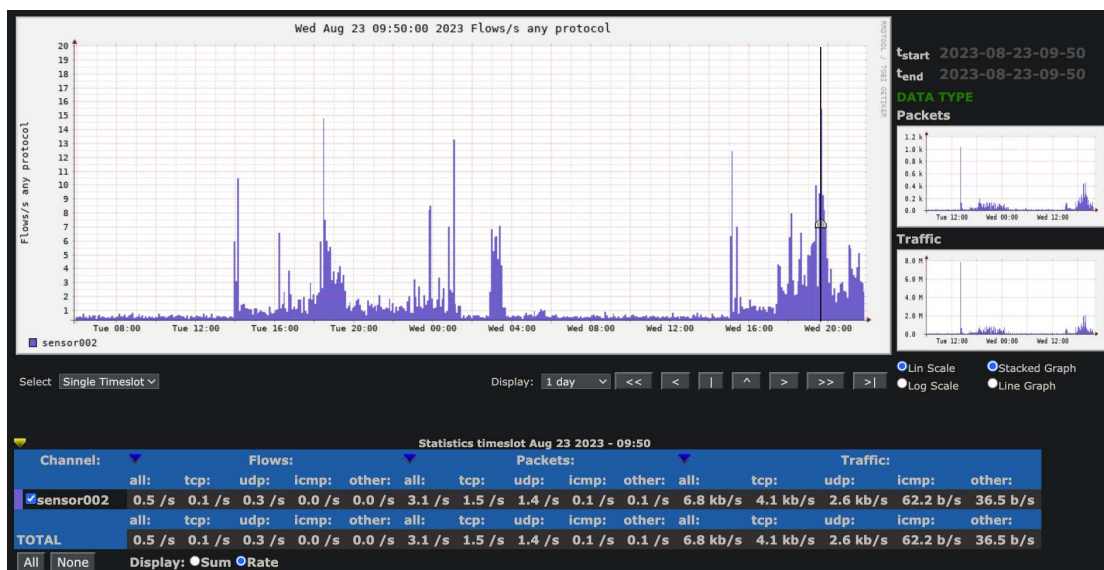 Wed Aug 23 09:50:00 2023 Flows/s any protocol
RRDTOOL / TOBI OETIKER
Flows/s any protocol
20
19
18
17
16
15
14
13
12
11
10
9
8
7
6
5
4
3
2
1
Tue 08:00 Tue 12:00 Tue 16:00 Tue 20:00 Wed 00:00 Wed 04:00 Wed 08:00 Wed 12:00 Wed 16:00 Wed 20:00
sensor002
tstart 2023-08-23-09-50
tend 2023-08-23-09-50
DATA TYPE
Packets
1.2 k
1.0 k
0.8 k
0.6 k
0.4 k
0.2 k
0.0
Tue 12:00 Wed 00:00 Wed 12:00
Traffic
8.0 M
6.0 M
4.0 M
2.0 M
0.0
Tue 12:00 Wed 00:00 Wed 12:00
Lin Scale Stacked Graph
Log Scale Line Graph
Select Single Timeslot Display: 1 day << < | ^ > >> >|
Statistics timeslot Aug 23 2023 - 09:50
Channel: Flows: Packets: Traffic:
all: tcp: udp: icmp: other: all: tcp: udp: icmp: other: all: tcp: udp: icmp: other:
sensor002 0.5 /s 0.1 /s 0.3 /s 0.0 /s 0.0 /s 3.1 /s 1.5 /s 1.4 /s 0.1 /s 0.1 /s 6.8 kb/s 4.1 kb/s 2.6 kb/s 62.2 b/s 36.5 b/s
all: tcp: udp: icmp: other: all: tcp: udp: icmp: other: all: tcp: udp: icmp: other:
TOTAL 0.5 /s 0.1 /s 0.3 /s 0.0 /s 0.0 /s 3.1 /s 1.5 /s 1.4 /s 0.1 /s 0.1 /s 6.8 kb/s 4.1 kb/s 2.6 kb/s 62.2 b/s 36.5 b/s
All None Display: Sum Rate